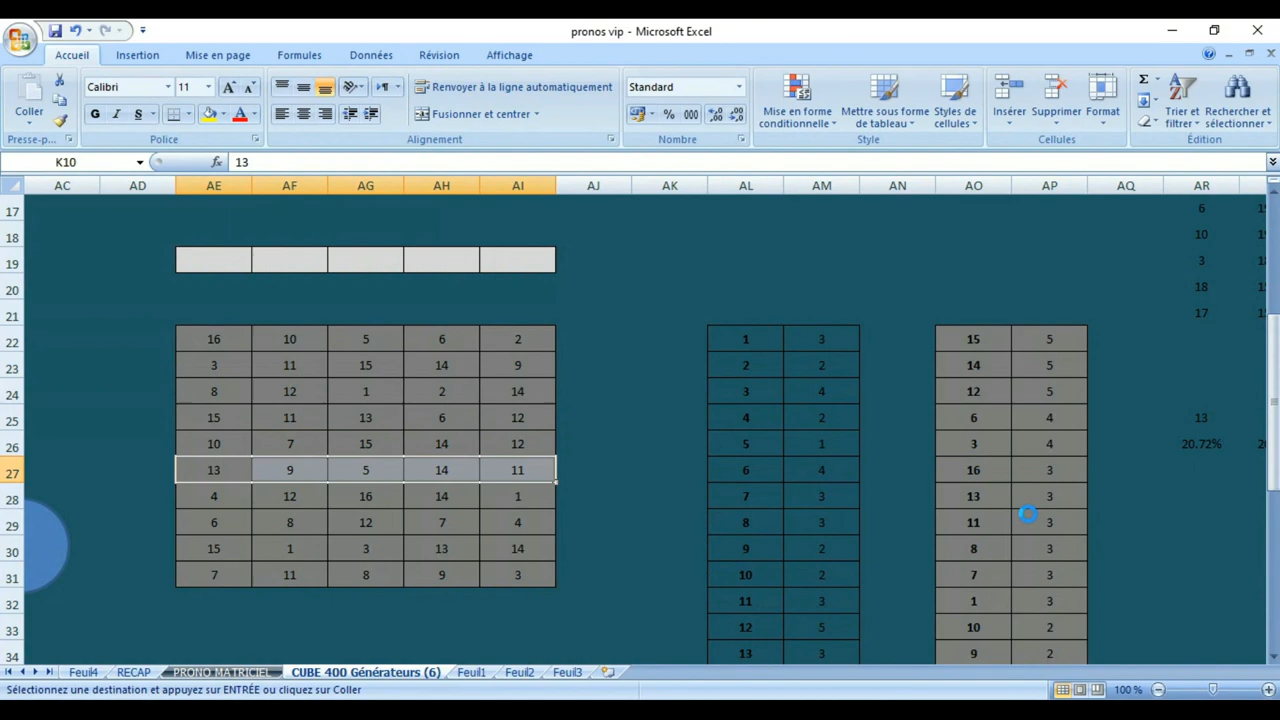 pronos vip - Microsoft Excel
Accueil Insertion Mise en page Formules Données Révision Affichage
Coller
Calibri 11
G I S
Renvoyer à la ligne automatiquement
Fusionner et centrer
Standard
% 000
Mise en forme conditionnelle
Mettre sous forme de tableau
Styles de cellules
Insérer Supprimer Format
Trier et filtrer
Rechercher et sélectionner
Presse-p... Police Alignement Nombre Style Cellules Édition
K10 fx 13
AC AD AE AF AG AH AI AJ AK AL AM AN AO AP AQ AR
17 6
18 10
19 3
20 18
21 17
22 16 10 5 6 2 1 3 15 5
23 3 11 15 14 9 2 2 14 5
24 8 12 1 2 14 3 4 12 5
25 15 11 13 6 12 4 2 6 4 13
26 10 7 15 14 12 5 1 3 4 20.72%
27 13 9 5 14 11 6 4 16 3
28 4 12 16 14 1 7 3 13 3
29 6 8 12 7 4 8 3 11 3
30 15 1 3 13 14 9 2 8 3
31 7 11 8 9 3 10 2 7 3
32 11 3 1 3
33 12 5 10 2
34 13 3 9 2
Feuil4 RECAP PRONO MATRICIEL CUBE 400 Générateurs (6) Feuil1 Feuil2 Feuil3
Sélectionnez une destination et appuyez sur ENTRÉE ou cliquez sur Coller 100 %